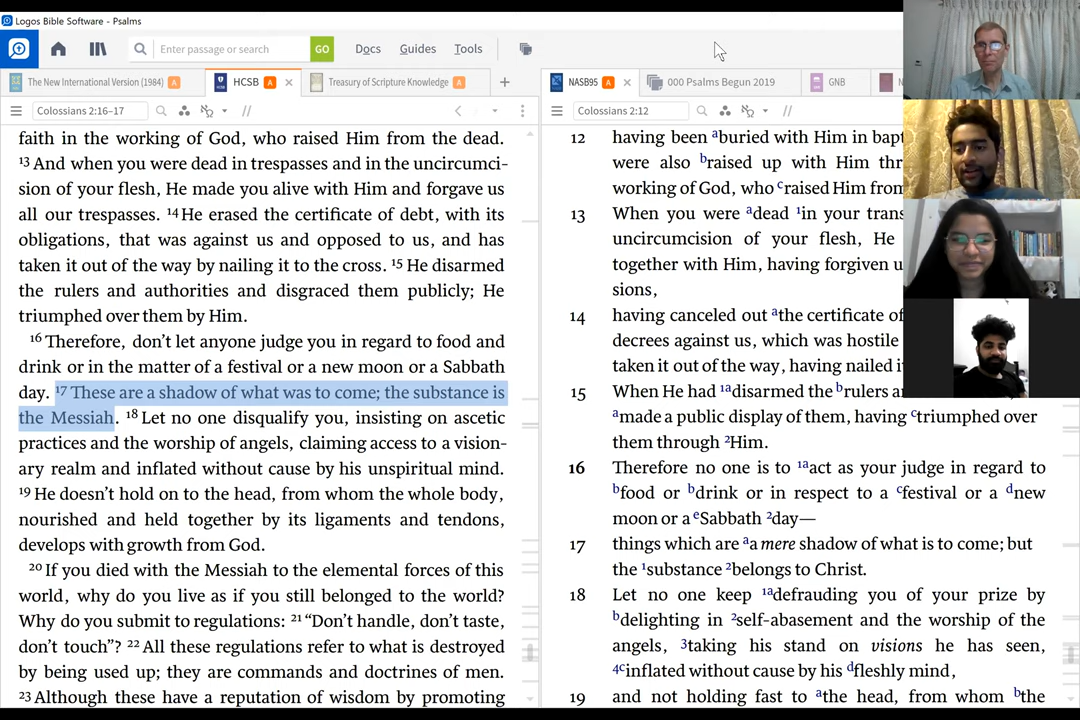 Logos Bible Software - Psalms
Enter passage or search
GO
Docs
Guides
Tools
The New International Version (1984) A
HCSB A
Treasury of Scripture Knowledge A
Colossians 2:16–17
faith in the working of God, who raised Him from the dead.
13 And when you were dead in trespasses and in the uncircumci-
sion of your flesh, He made you alive with Him and forgave us
all our trespasses. 14 He erased the certificate of debt, with its
obligations, that was against us and opposed to us, and has
taken it out of the way by nailing it to the cross. 15 He disarmed
the rulers and authorities and disgraced them publicly; He
triumphed over them by Him.
16 Therefore, don't let anyone judge you in regard to food and
drink or in the matter of a festival or a new moon or a Sabbath
day. 17 These are a shadow of what was to come; the substance is
the Messiah. 18 Let no one disqualify you, insisting on ascetic
practices and the worship of angels, claiming access to a vision-
ary realm and inflated without cause by his unspiritual mind.
19 He doesn't hold on to the head, from whom the whole body,
nourished and held together by its ligaments and tendons,
develops with growth from God.
20 If you died with the Messiah to the elemental forces of this
world, why do you live as if you still belonged to the world?
Why do you submit to regulations: 21 “Don't handle, don't taste,
don't touch”? 22 All these regulations refer to what is destroyed
by being used up; they are commands and doctrines of men.
23 Although these have a reputation of wisdom by promoting
NASB95 A
000 Psalms Begun 2019
GNB
N
Colossians 2:12
12 having been a buried with Him in bap
were also b raised up with Him thr
working of God, who c raised Him from
13 When you were a dead 1 in your trans
uncircumcision of your flesh, He
together with Him, having forgiven u
sions,
14 having canceled out a the certificate of
decrees against us, which was hostile
taken it out of the way, having nailed i
15 When He had 1a disarmed the b rulers a
a made a public display of them, having c triumphed over
them through 2 Him.
16 Therefore no one is to 1a act as your judge in regard to
b food or b drink or in respect to a c festival or a d new
moon or a e Sabbath 2 day—
17 things which are a a mere shadow of what is to come; but
the 1 substance 2 belongs to Christ.
18 Let no one keep 1a defrauding you of your prize by
b delighting in 2 self-abasement and the worship of the
angels, 3 taking his stand on visions he has seen,
4c inflated without cause by his d fleshly mind,
19 and not holding fast to a the head, from whom b the